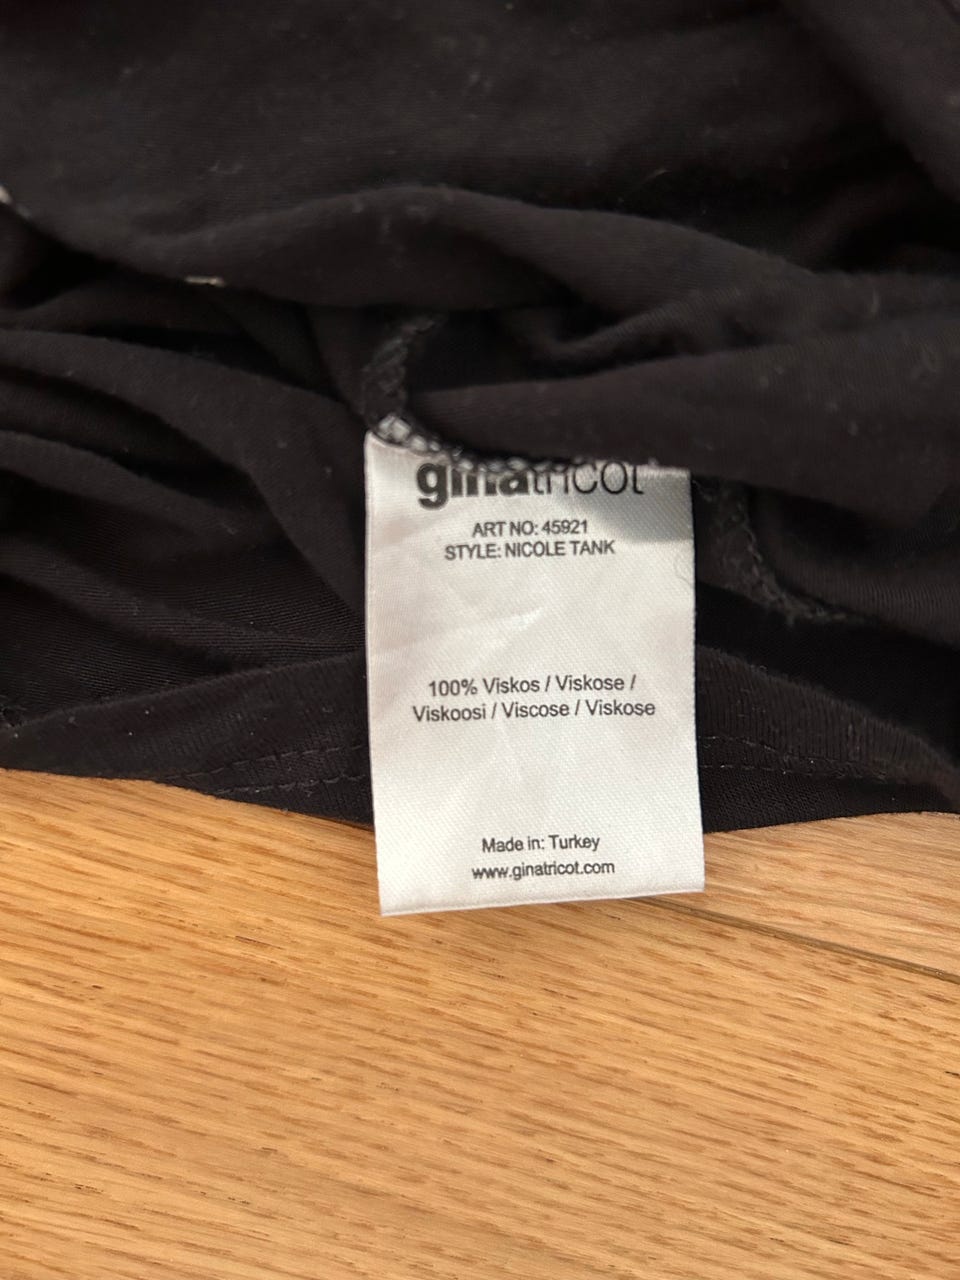 ginatricot
ART NO: 45921
STYLE: NICOLE TANK
100% Viskos / Viskose /
Viskoosi / Viscose / Viskose
Made in: Turkey
www.ginatricot.com